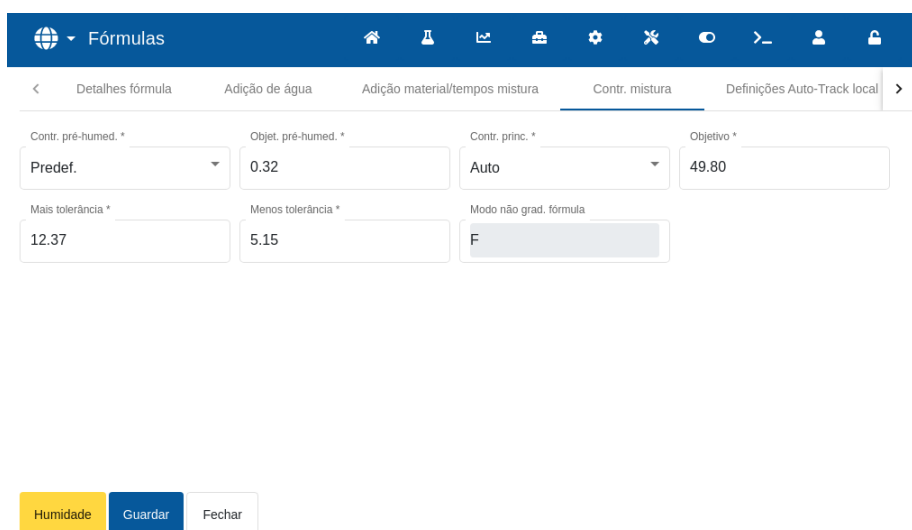 Fórmulas
Detalhes fórmula Adição de água Adição material/tempos mistura Contr. mistura Definições Auto-Track local
Contr. pré-humed. * Objet. pré-humed. * Contr. princ. * Objetivo *
Predef. 0.32 Auto 49.80
Mais tolerância * Menos tolerância * Modo não grad. fórmula
12.37 5.15 F
Humidade Guardar Fechar